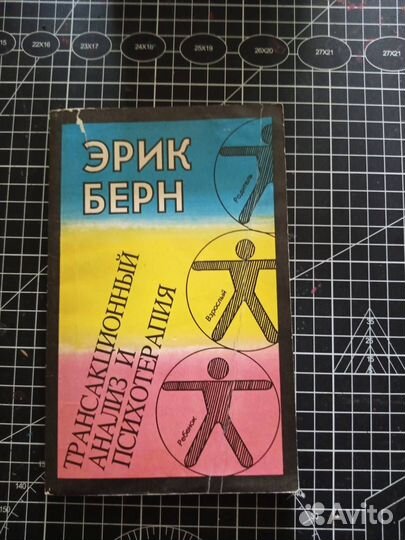 22X16
23X17
24X18
25X19
26X20
27X21
27X21
ЭРИК
БЕРН
ТРАНСАКЦИОННЫЙ
АНАЛИЗ И
ПСИХОТЕРАПИЯ
Родитель
Взрослый
Ребенок
Avito